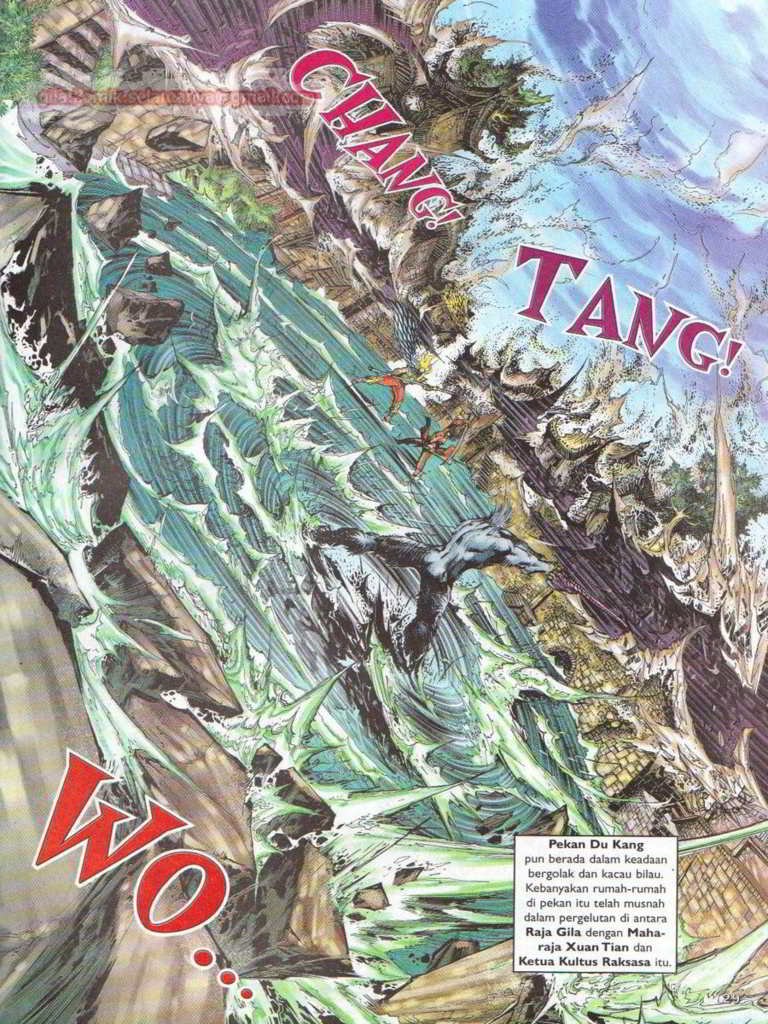 CHANG!
TANG!
WO...
Pekan Du Kang
pun berada dalam keadaan
bergolak dan kacau bilau.
Kebanyakan rumah-rumah
di pekan itu telah musnah
dalam pergelutan di antara
Raja Gila dengan Maha-
raja Xuan Tian dan
Ketua Kultus Raksasa itu.